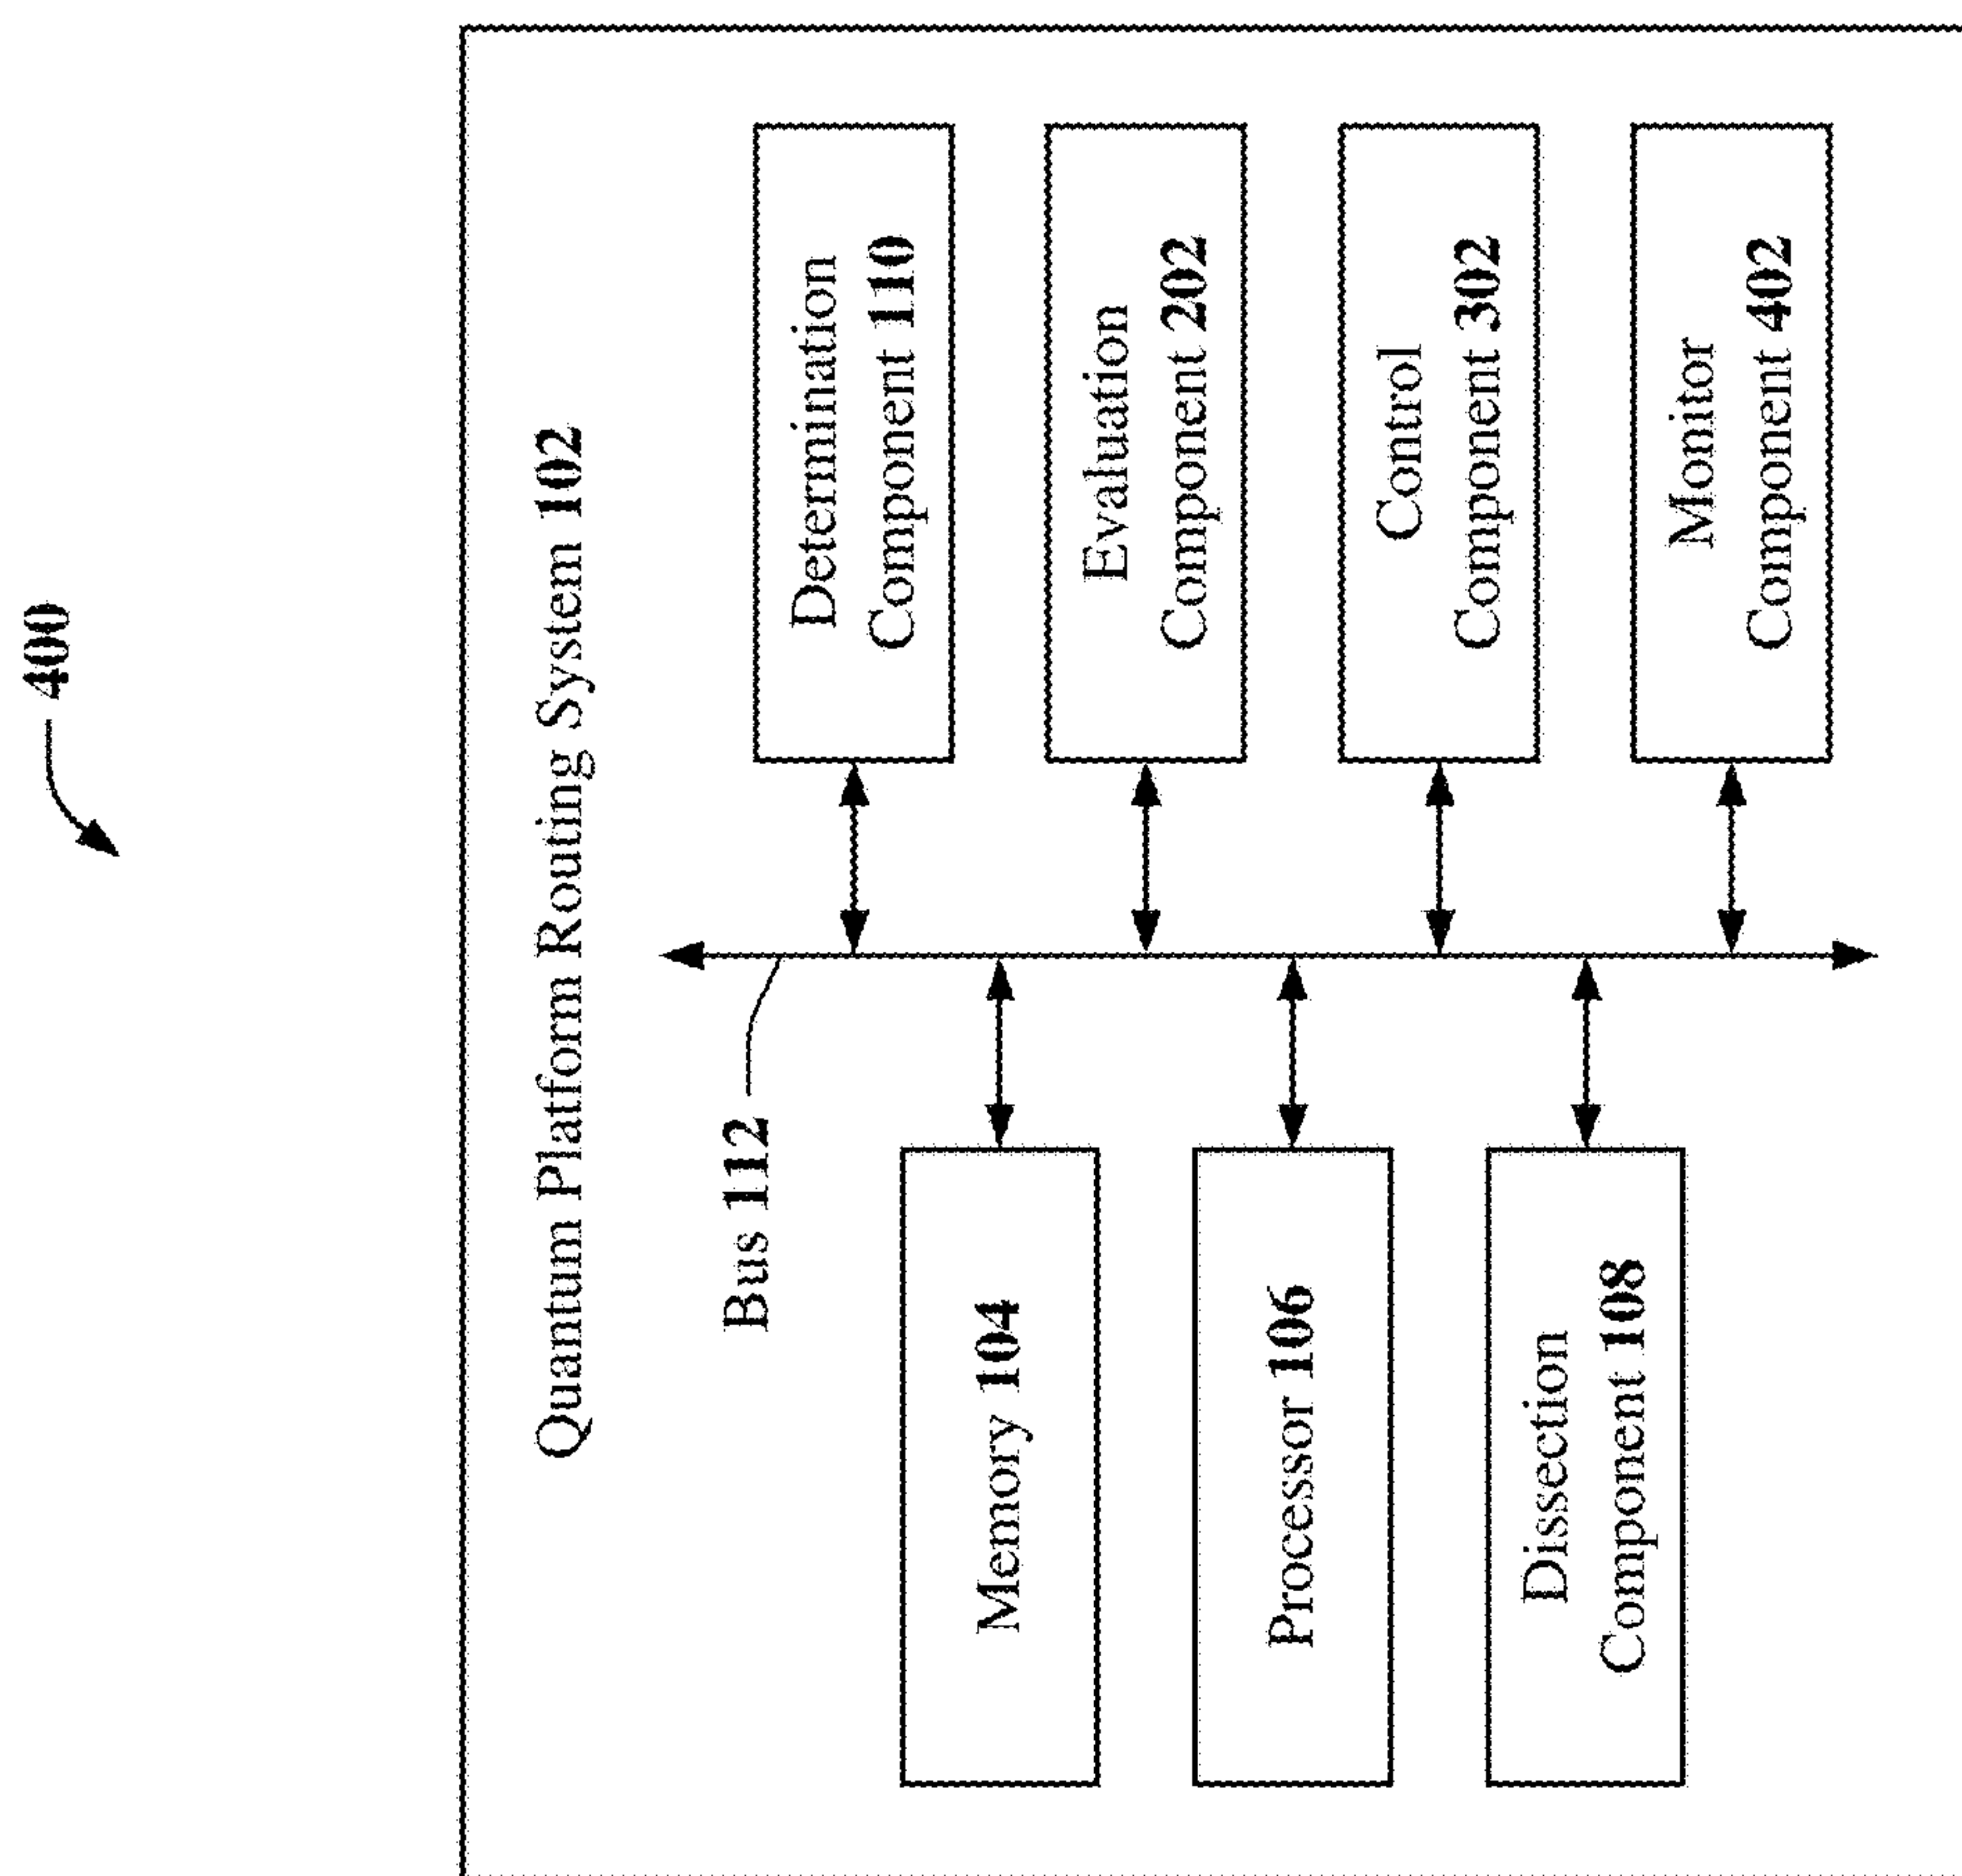 400
Quantum Platform Routing System 102
Bus 112
Memory 104
Processor 106
Dissection
Component 108
Determination
Component 110
Evaluation
Component 202
Control
Component 302
Monitor
Component 402